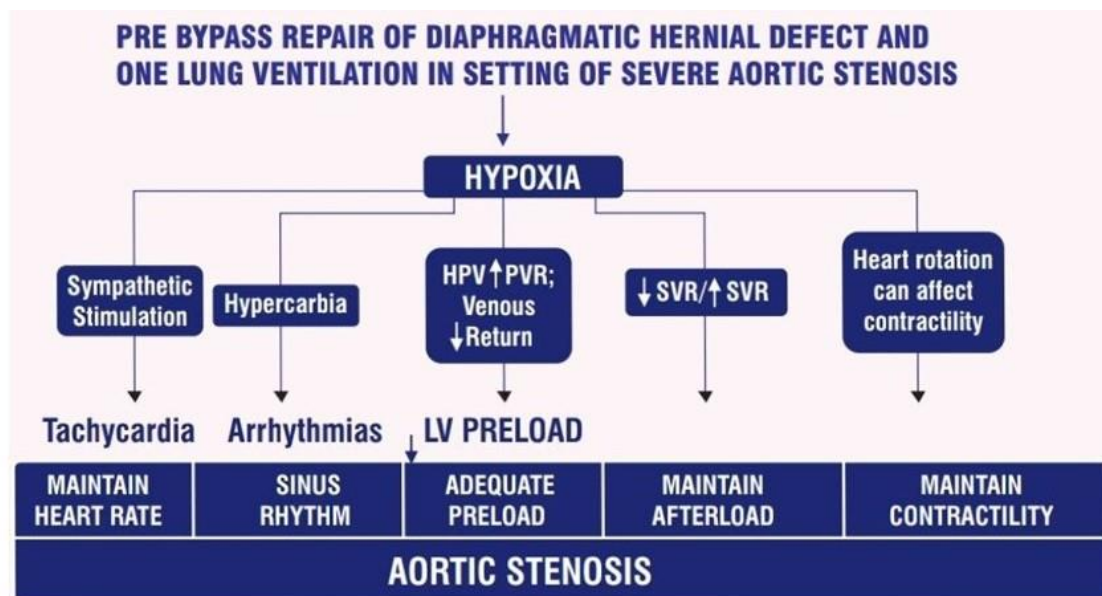 PRE BYPASS REPAIR OF DIAPHRAGMATIC HERNIAL DEFECT AND
ONE LUNG VENTILATION IN SETTING OF SEVERE AORTIC STENOSIS
HYPOXIA
Sympathetic
Stimulation
Hypercarbia
HPV ↑ PVR;
Venous
↓ Return
↓ SVR/↑ SVR
Heart rotation
can affect
contractility
Tachycardia
Arrhythmias
↓ LV PRELOAD
MAINTAIN
HEART RATE
SINUS
RHYTHM
ADEQUATE
PRELOAD
MAINTAIN
AFTERLOAD
MAINTAIN
CONTRACTILITY
AORTIC STENOSIS